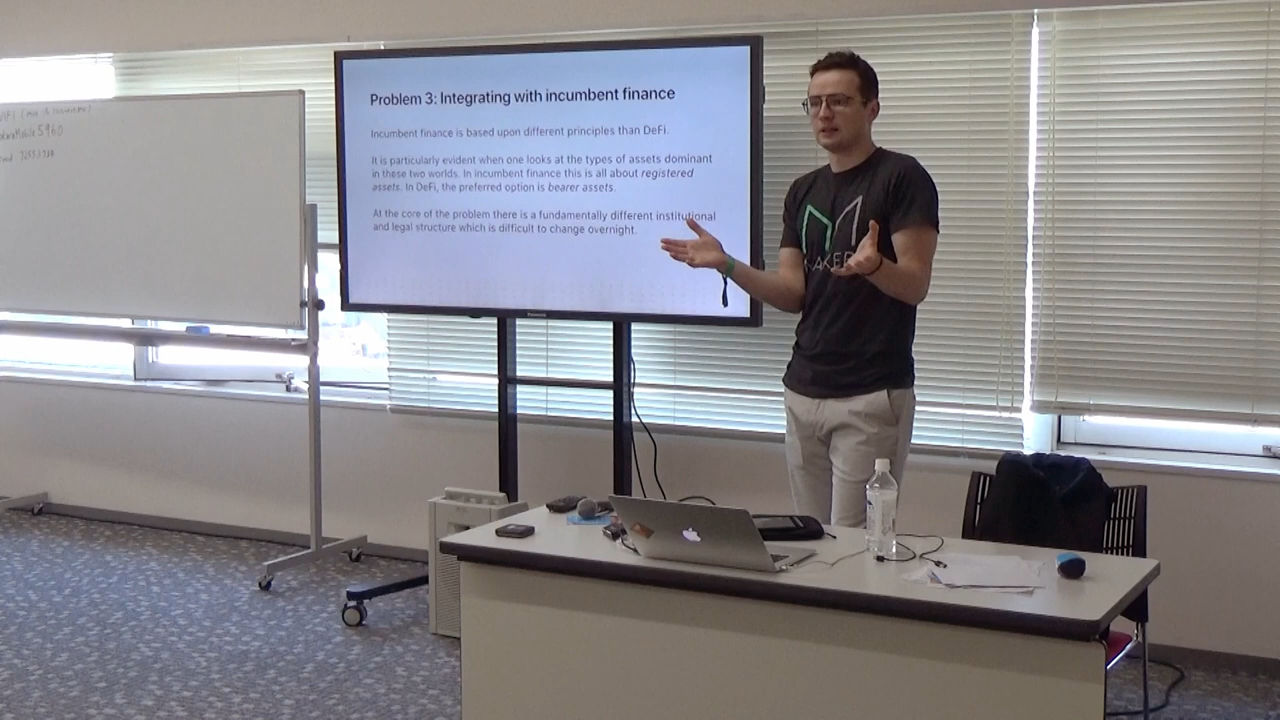 5960
Problem 3: Integrating with incumbent finance
Incumbent finance is based upon different principles than DeFi.
It is particularly evident when one looks at the types of assets dominant
in these two worlds. In incumbent finance this is all about registered
assets. In DeFi, the preferred option is bearer assets.
At the core of the problem there is a fundamentally different institutional
and legal structure which is difficult to change overnight.
Panasonic
MAKER